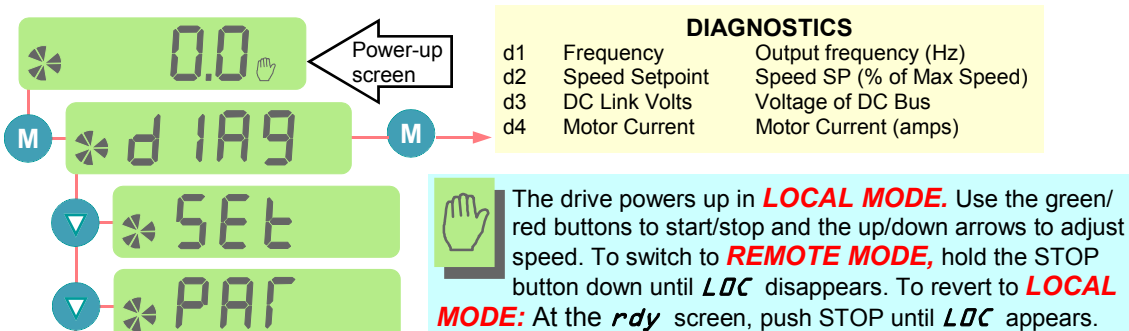 0.0
Power-up
screen
DIAGNOSTICS
d1 Frequency Output frequency (Hz)
d2 Speed Setpoint Speed SP (% of Max Speed)
d3 DC Link Volts Voltage of DC Bus
d4 Motor Current Motor Current (amps)
M
dIAg
M
SEt
PAr
The drive powers up in LOCAL MODE. Use the green/
red buttons to start/stop and the up/down arrows to adjust
speed. To switch to REMOTE MODE, hold the STOP
button down until LOC disappears. To revert to LOCAL
MODE: At the rdy screen, push STOP until LOC appears.